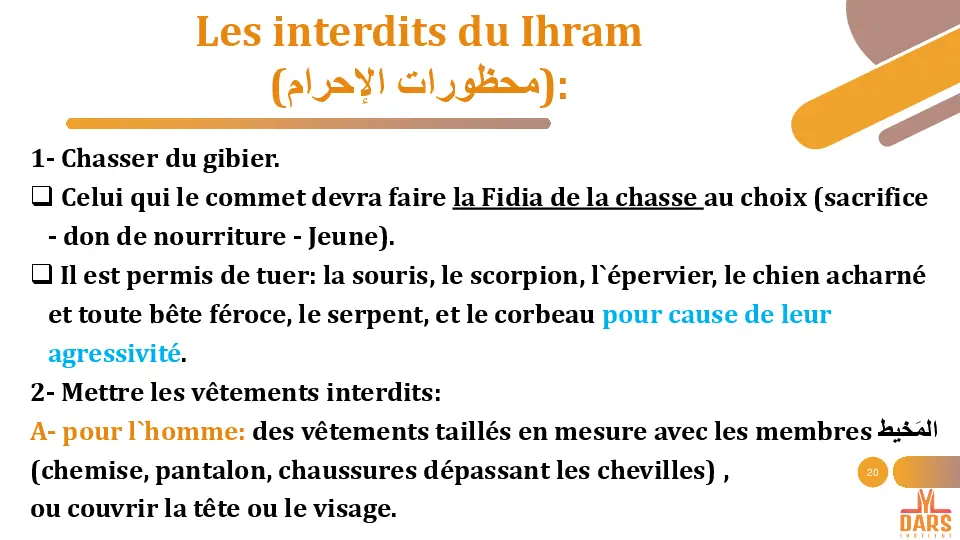 Les interdits du Ihram
(محظورات الإحرام):
1- Chasser du gibier.
❑ Celui qui le commet devra faire la Fidia de la chasse au choix (sacrifice
- don de nourriture - Jeune).
❑ Il est permis de tuer: la souris, le scorpion, l`épervier, le chien acharné
et toute bête féroce, le serpent, et le corbeau pour cause de leur
agressivité.
2- Mettre les vêtements interdits:
A- pour l`homme: des vêtements taillés en mesure avec les membres المَخيط
(chemise, pantalon, chaussures dépassant les chevilles) ,
ou couvrir la tête ou le visage.
20
DARS
INSTITUT